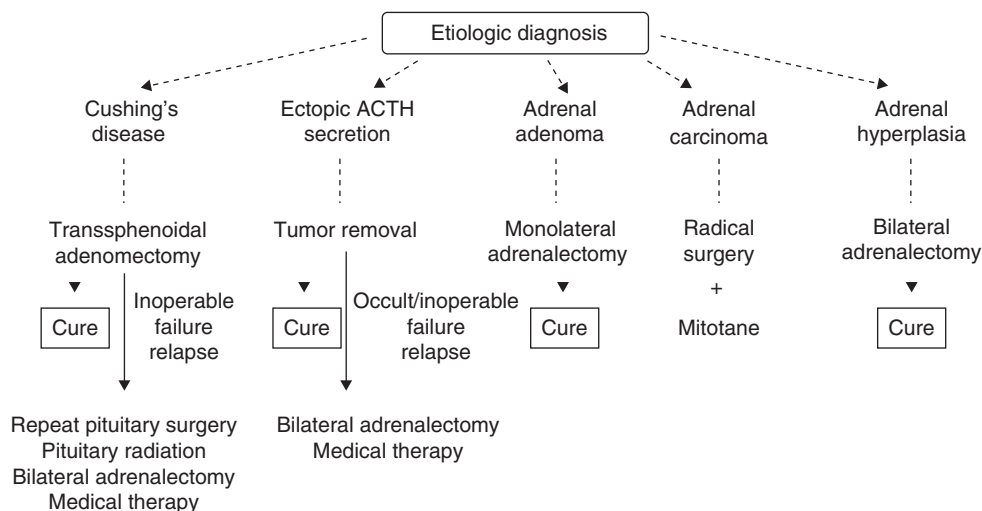 Etiologic diagnosis
Cushing's
disease
Ectopic ACTH
secretion
Adrenal
adenoma
Adrenal
carcinoma
Adrenal
hyperplasia
Transsphenoidal
adenomectomy
Tumor removal
Monolateral
adrenalectomy
Radical
surgery
+
Mitotane
Bilateral
adrenalectomy
Cure
Inoperable
failure
relapse
Cure
Occult/inoperable
failure
relapse
Cure
Cure
Repeat pituitary surgery
Pituitary radiation
Bilateral adrenalectomy
Medical therapy
Bilateral adrenalectomy
Medical therapy